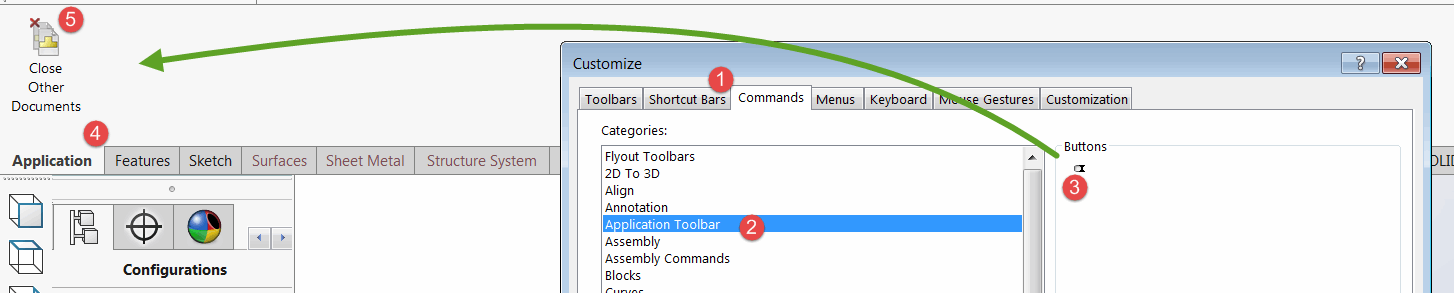 5
Close
Other
Documents
Customize
?
1
Toolbars Shortcut Bars Commands Menus Keyboard Mouse Gestures Customization
Categories:
Buttons
4
Application Features Sketch Surfaces Sheet Metal Structure System
Flyout Toolbars
2D To 3D
3
Align
Annotation
Application Toolbar 2
Assembly
Assembly Commands
Configurations
Blocks
Curves